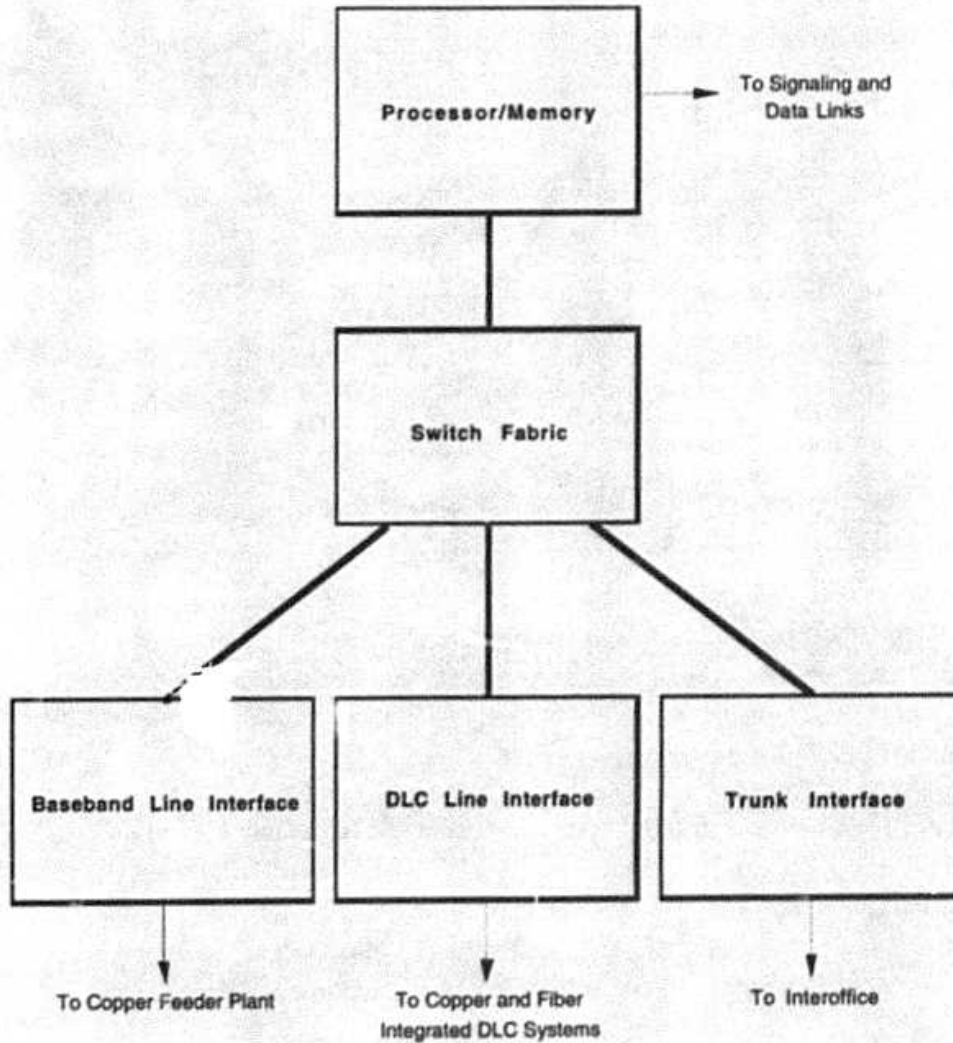 Processor/Memory
To Signaling and
Data Links
Switch Fabric
Baseband Line Interface
DLC Line Interface
Trunk Interface
To Copper Feeder Plant
To Copper and Fiber
Integrated DLC Systems
To Interoffice